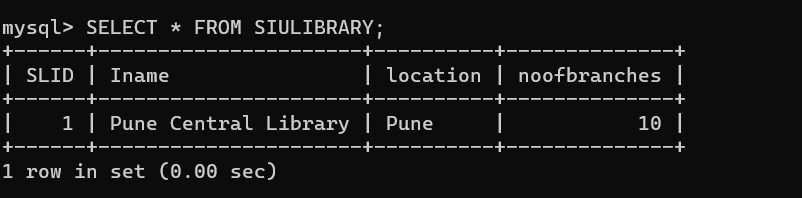 mysql> SELECT * FROM SIULIBRARY;
+------+----------------------+----------+--------------+
| SLID | Iname                | location | noofbranches |
+------+----------------------+----------+--------------+
|    1 | Pune Central Library | Pune     |           10 |
+------+----------------------+----------+--------------+
1 row in set (0.00 sec)